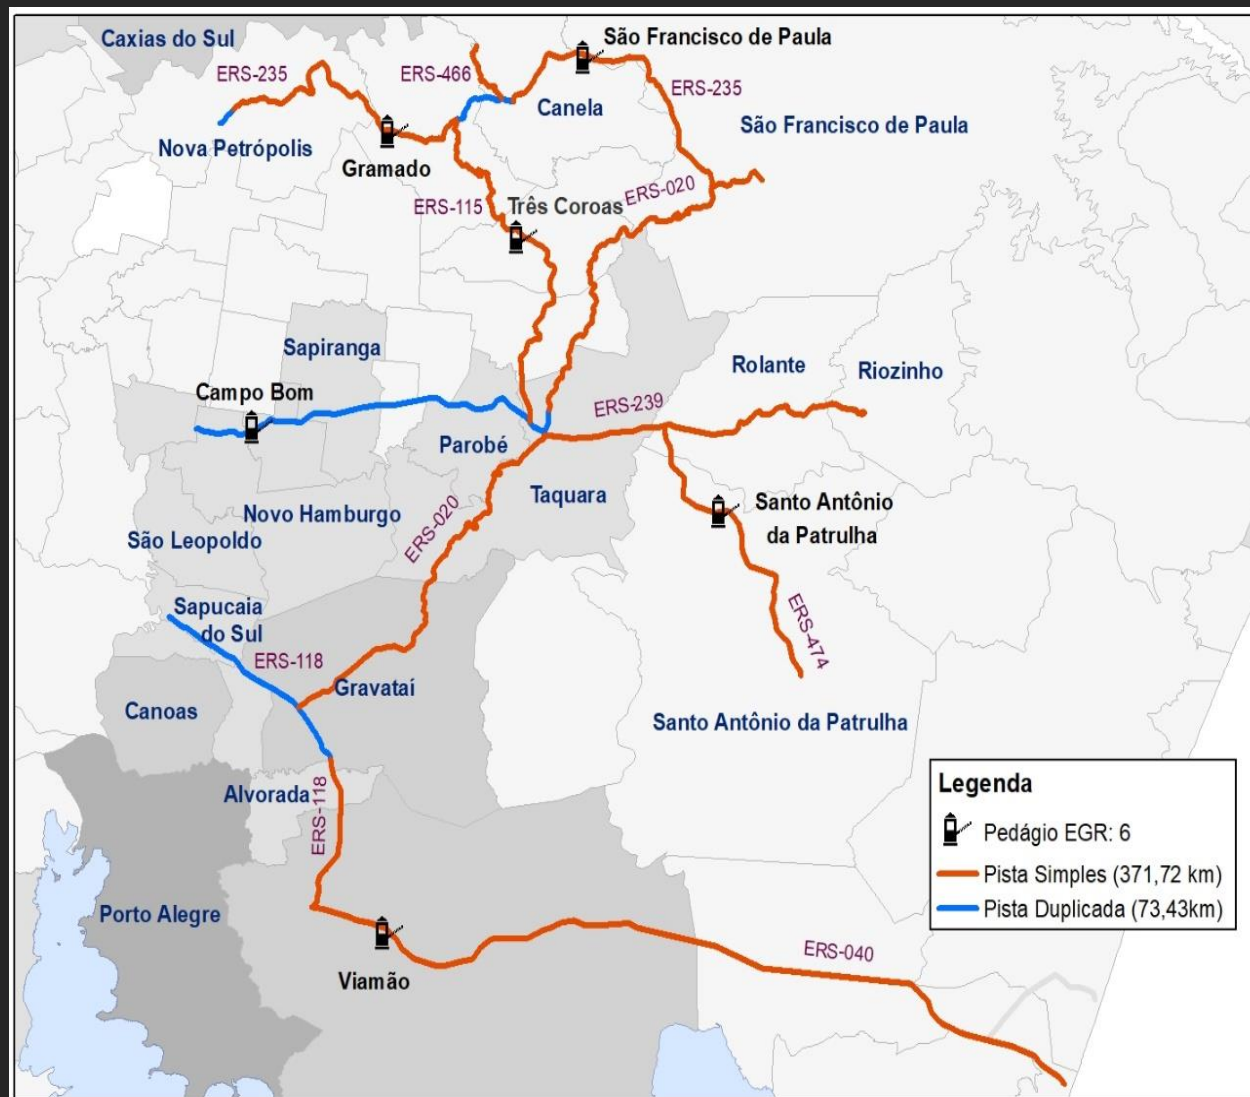 Caxias do Sul
São Francisco de Paula
ERS-235
ERS-466
ERS-235
Canela
São Francisco de Paula
Nova Petrópolis
Gramado
ERS-020
ERS-115
Três Coroas
Sapiranga
Rolante
Riozinho
Campo Bom
ERS-239
Parobé
Taquara
Santo Antônio
da Patrulha
Novo Hamburgo
ERS-020
São Leopoldo
Sapucaia
do Sul
ERS-474
ERS-118
Gravataí
Canoas
Santo Antônio da Patrulha
Alvorada
ERS-118
Porto Alegre
ERS-040
Viamão
Legenda
Pedágio EGR: 6
Pista Simples (371,72 km)
Pista Duplicada (73,43km)